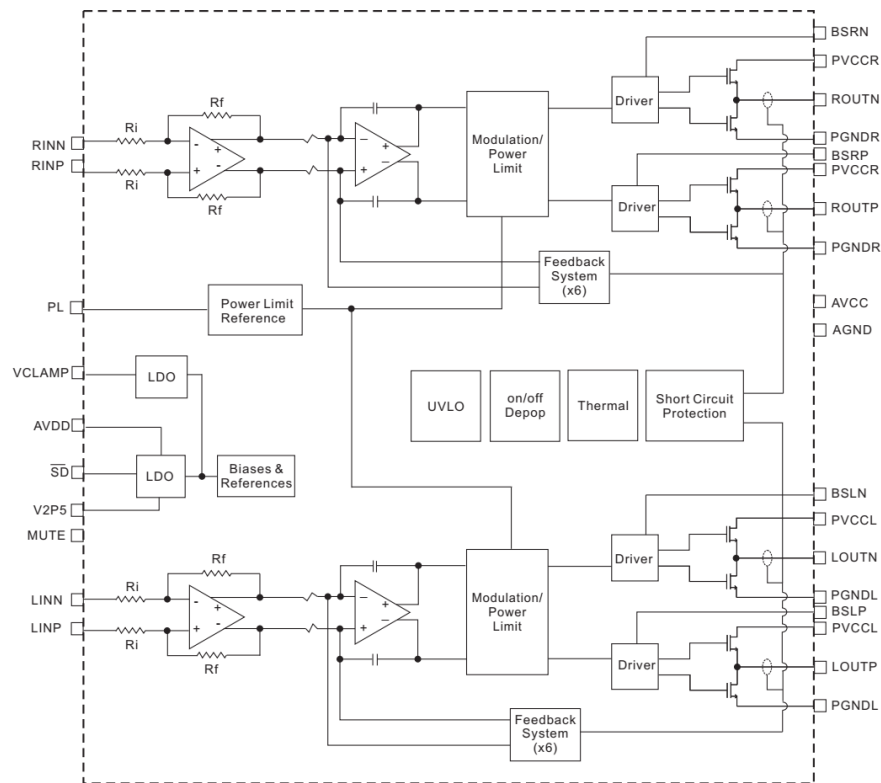 BSRN
PVCCR
Rf
Driver
ROUTN
Ri
RINN
- +
+ -
− +
+ −
Modulation/
Power
Limit
PGNDR
RINP
BSRP
PVCCR
Ri
Rf
Driver
ROUTP
PGNDR
Feedback
System
(x6)
PL
Power Limit
Reference
AVCC
AGND
VCLAMP
LDO
UVLO
on/off
Depop
Thermal
Short Circuit
Protection
AVDD
SD
LDO
Biases &
References
V2P5
MUTE
BSLN
PVCCL
Rf
Driver
LOUTN
Ri
LINN
- +
+ -
− +
+ −
Modulation/
Power
Limit
PGNDL
BSLP
LINP
PVCCL
Ri
Rf
Driver
LOUTP
PGNDL
Feedback
System
(x6)